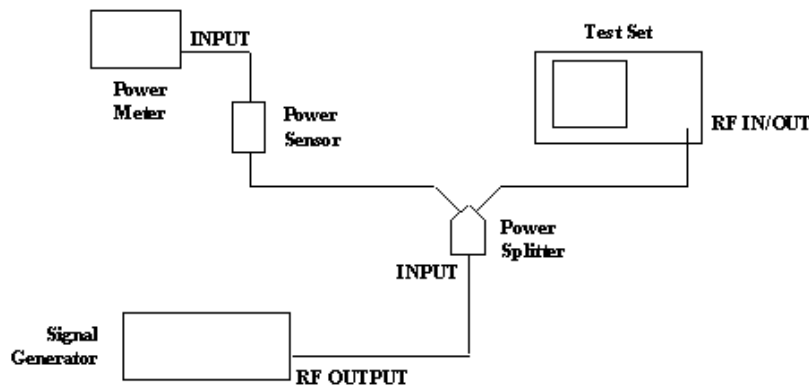 INPUT
Test Set
Power
Meter
Power
Sensor
RF IN/OUT
Power
Splitter
INPUT
Signal
Generator
RF OUTPUT